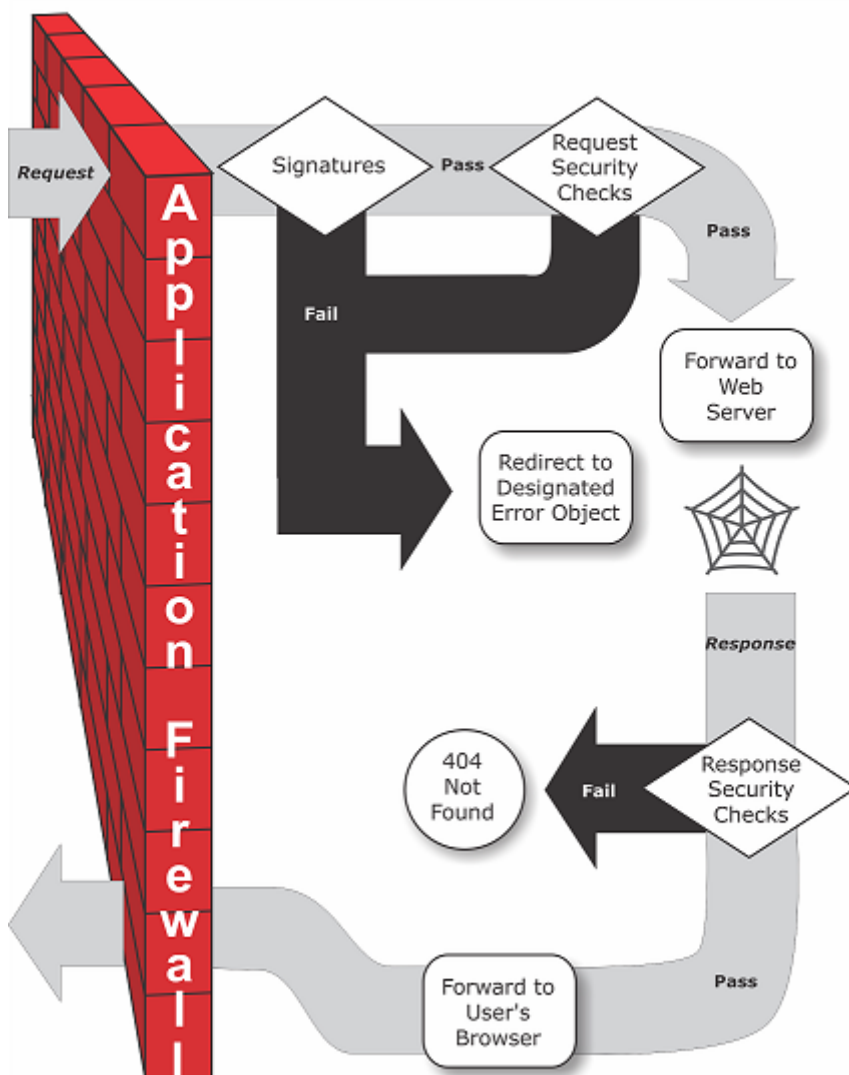 Request
Signatures
Pass
Request
Security
Checks
Pass
Fail
Forward to
Web
Server
Redirect to
Designated
Error Object
Response
404
Not
Found
Fail
Response
Security
Checks
Pass
Forward to
User's
Browser
Application Firewall